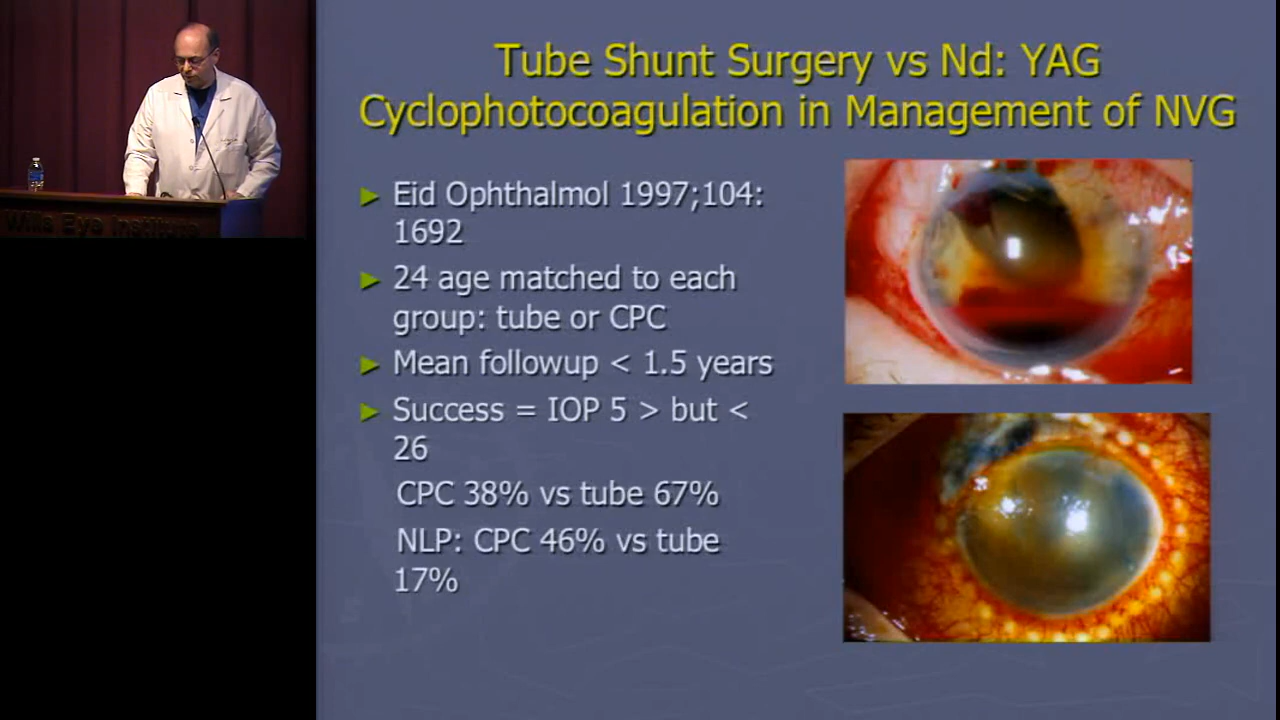 Tube Shunt Surgery vs Nd: YAG
Cyclophotocoagulation in Management of NVG
► Eid Ophthalmol 1997;104:
1692
► 24 age matched to each
group: tube or CPC
► Mean followup < 1.5 years
► Success = IOP 5 > but <
26
CPC 38% vs tube 67%
NLP: CPC 46% vs tube
17%
Wills Eye Institute